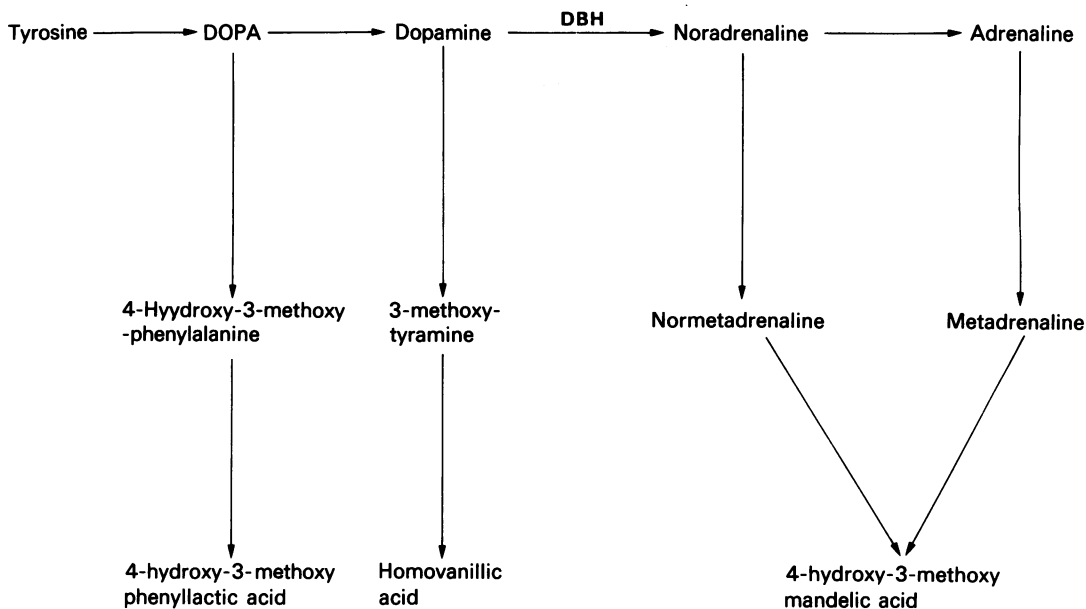 DBH
Tyrosine
DOPA
Dopamine
Noradrenaline
Adrenaline
4-Hyydroxy-3-methoxy
-phenylalanine
3-methoxy-
tyramine
Normetadrenaline
Metadrenaline
4-hydroxy-3-methoxy
phenyllactic acid
Homovanillic
acid
4-hydroxy-3-methoxy
mandelic acid